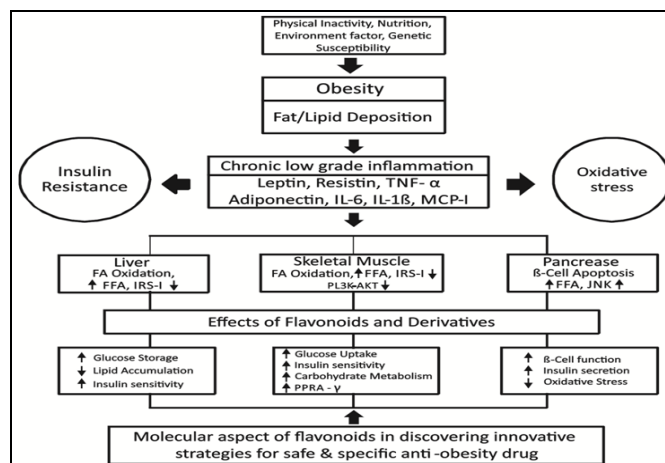 Physical Inactivity, Nutrition,
Environment factor, Genetic
Susceptibility
Obesity
Fat/Lipid Deposition
Insulin
Resistance
Chronic low grade inflammation
Leptin, Resistin, TNF- α
Adiponectin, IL-6, IL-1ß, MCP-I
Oxidative
stress
Liver
FA Oxidation,
↑ FFA, IRS-I ↓
Skeletal Muscle
FA Oxidation,↑FFA, IRS-I ↓
PL3K-AKT ↓
Pancrease
ß-Cell Apoptosis
↑FFA, JNK ↑
Effects of Flavonoids and Derivatives
↑ Glucose Storage
↓ Lipid Accumulation
↑ Insulin sensitivity
↑ Glucose Uptake
↑ Insulin sensitivity
↑ Carbohydrate Metabolism
↑ PPRA - γ
↑ ß-Cell function
↑ Insulin secretion
↓ Oxidative Stress
Molecular aspect of flavonoids in discovering innovative
strategies for safe & specific anti -obesity drug